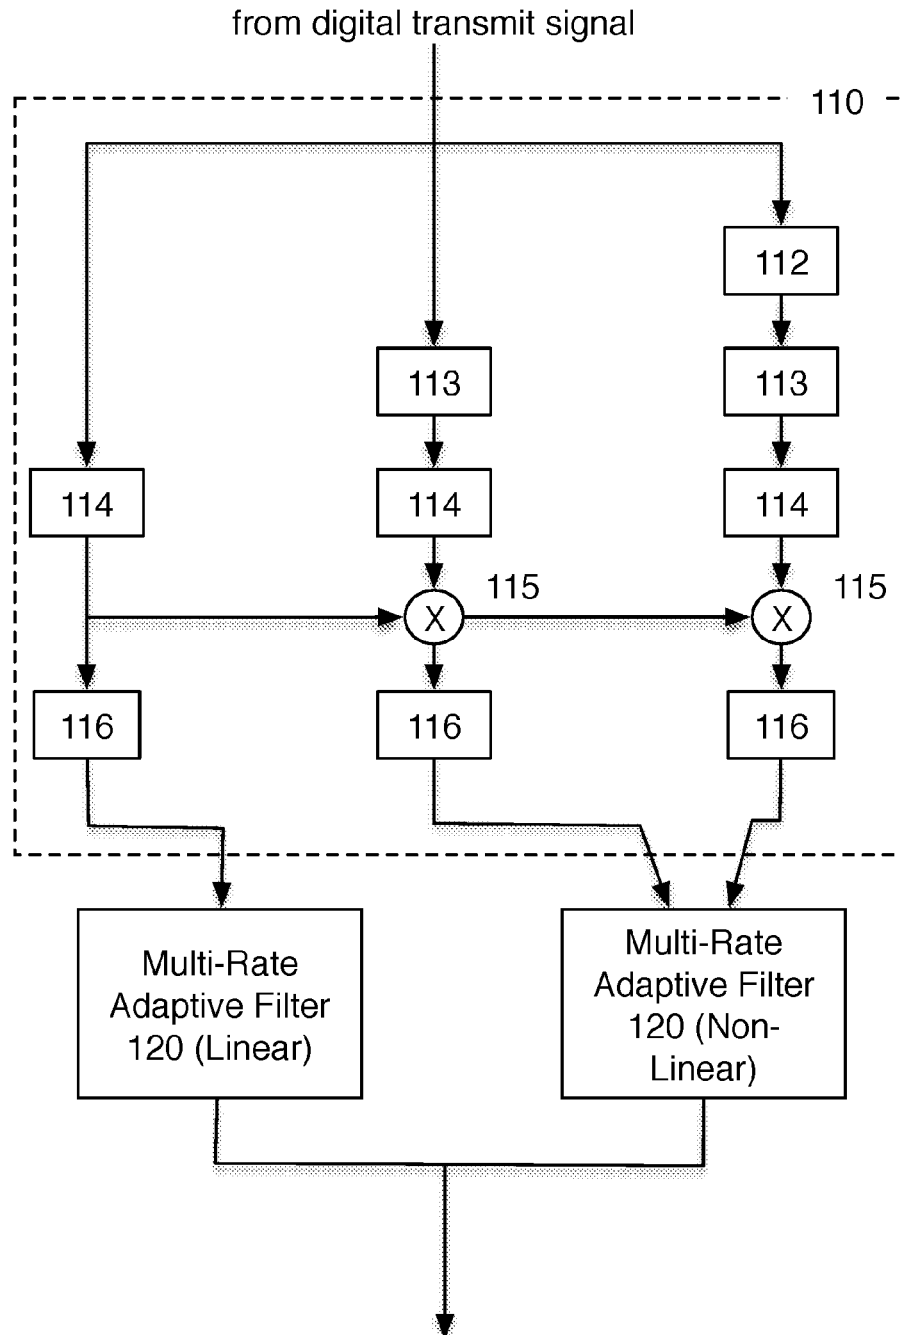 from digital transmit signal
110
112
113
113
114
114
114
115
115
X
X
116
116
116
Multi-Rate
Adaptive Filter
120 (Linear)
Multi-Rate
Adaptive Filter
120 (Non-
Linear)